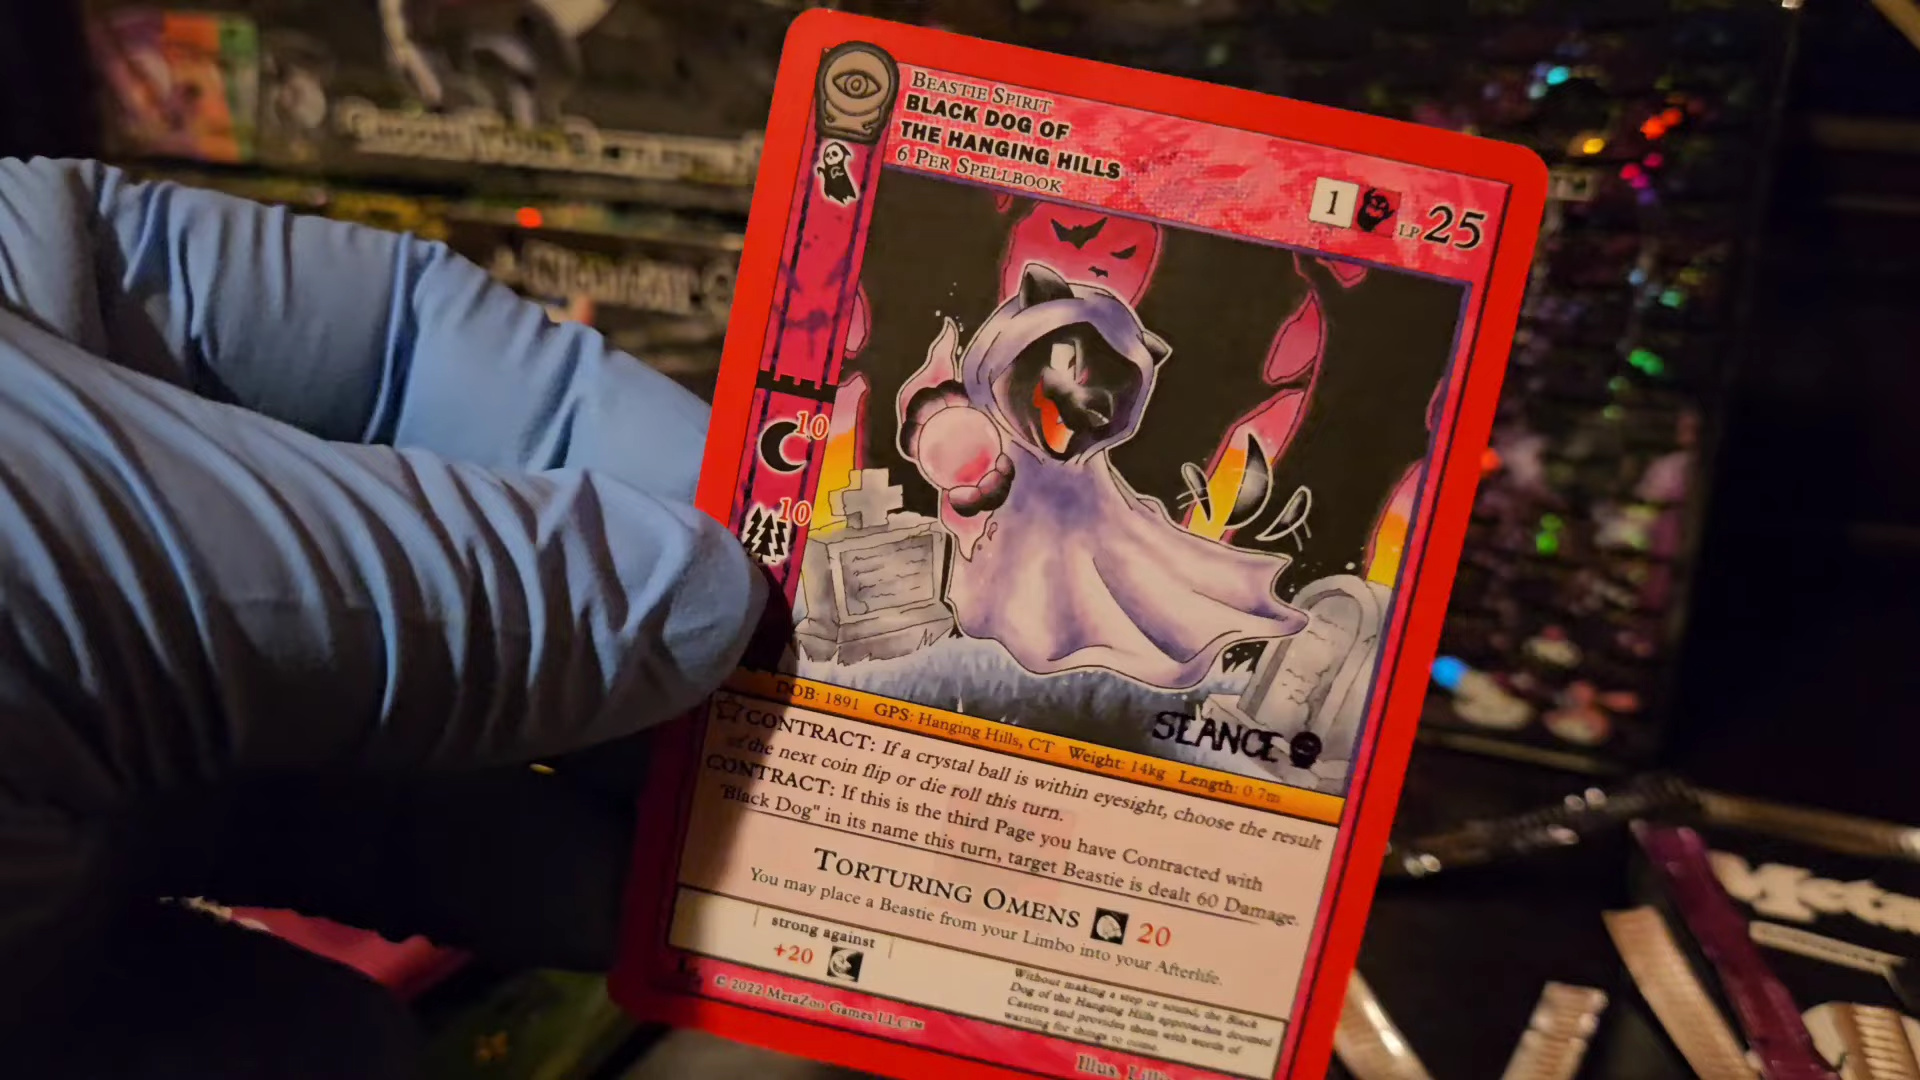 BEASTIE SPIRIT
BLACK DOG OF
THE HANGING HILLS
6 PER SPELLBOOK
1 LP 25
10
10
SEANCE
DOB: 1891 GPS: Hanging Hills, CT Weight: 14kg Length: 0.7m
CONTRACT: If a crystal ball is within eyesight, choose the result
of the next coin flip or die roll this turn.
CONTRACT: If this is the third Page you have Contracted with
"Black Dog" in its name this turn, target Beastie is dealt 60 Damage.
TORTURING OMENS 20
You may place a Beastie from your Limbo into your Afterlife.
strong against
+20
Without making a step or sound, the Black
Dog of the Hanging Hills approaches doomed
Casters and provides them with words of
warning for things to come.
© 2022 MetaZoo Games LLC™
Illus.